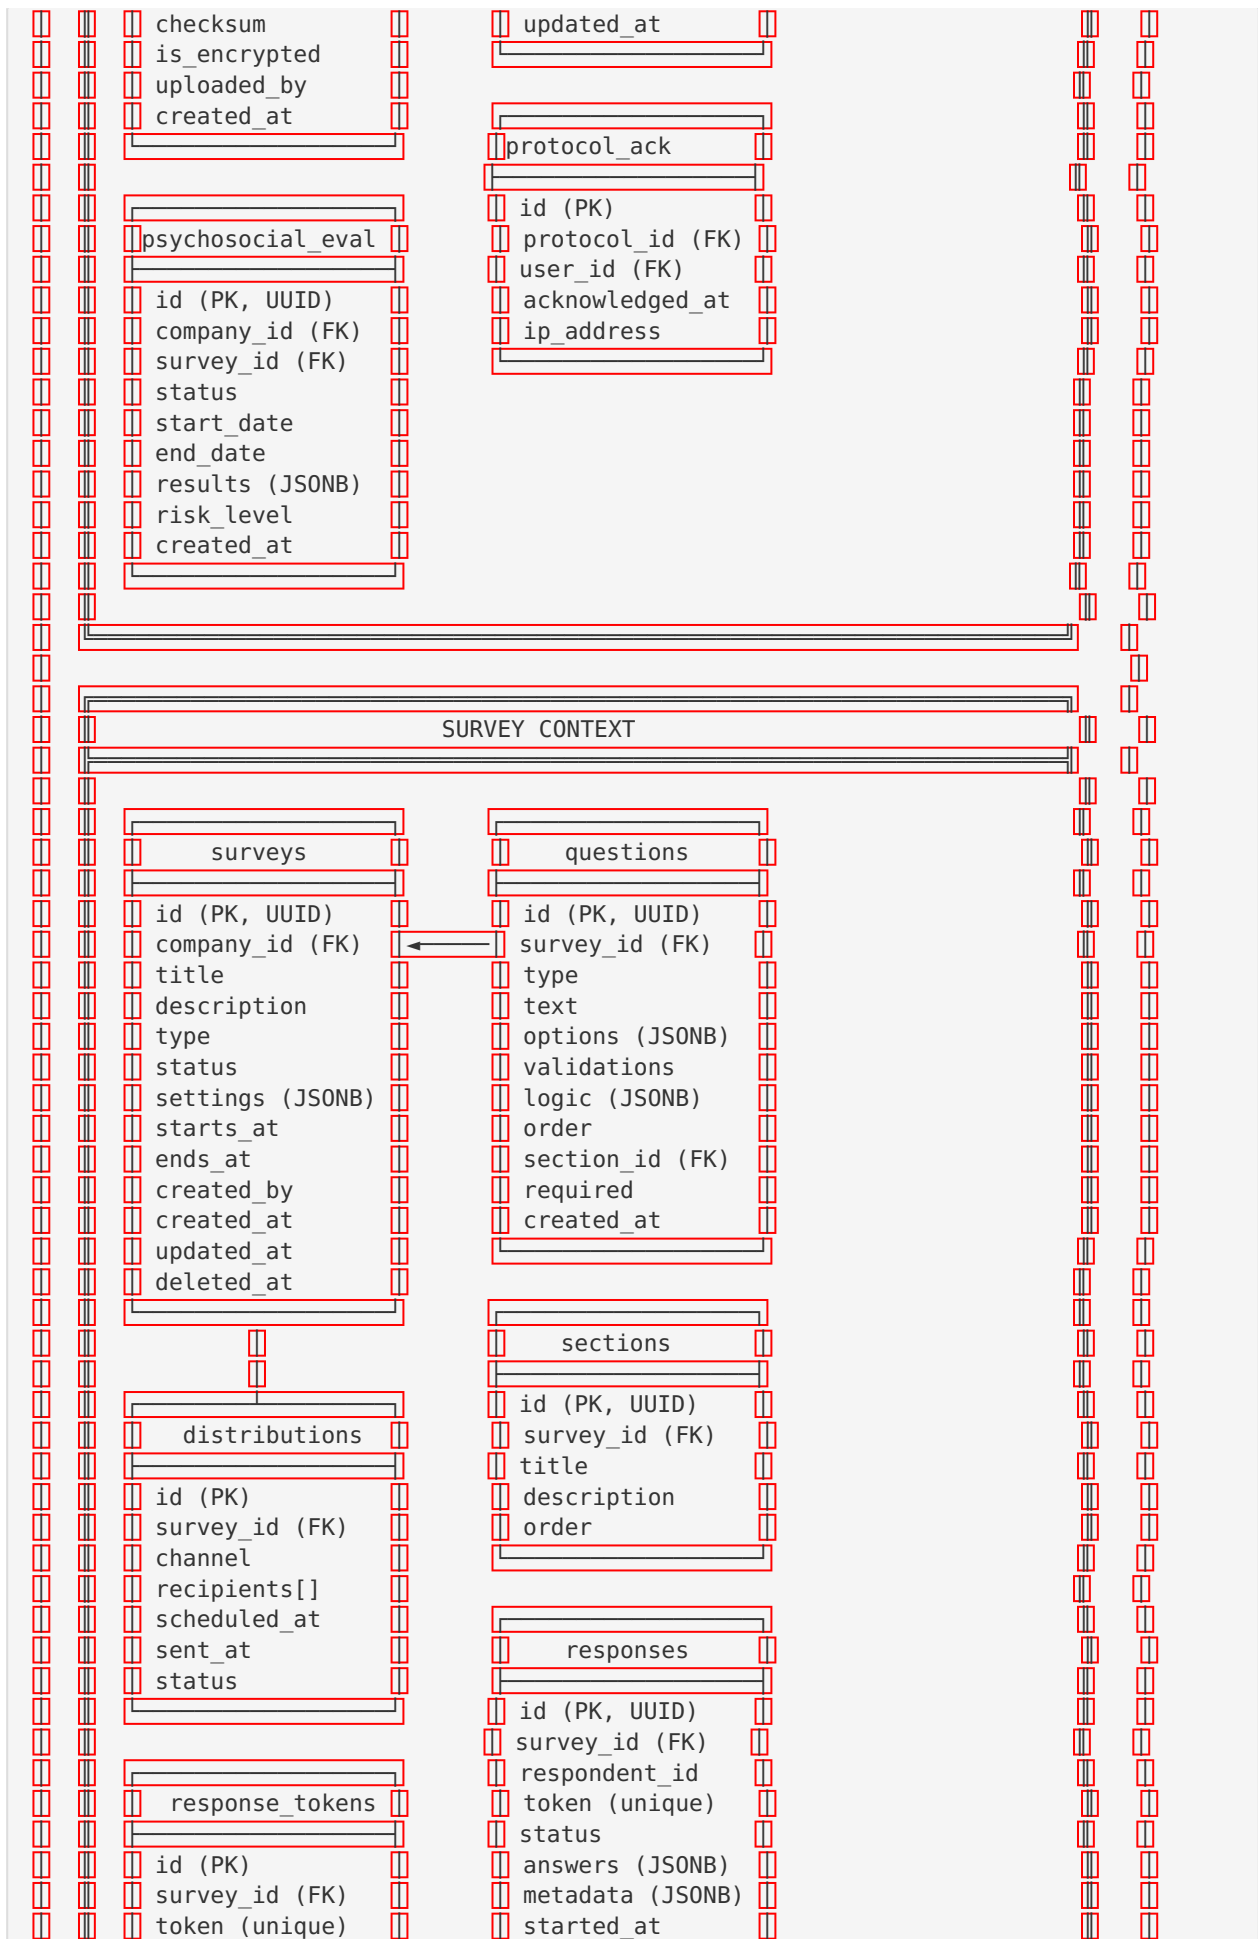 checksum updated_at
is_encrypted
uploaded_by
created_at
protocol_ack
id (PK)
psychosocial_eval protocol_id (FK)
user_id (FK)
id (PK, UUID) acknowledged_at
company_id (FK) ip_address
survey_id (FK)
status
start_date
end_date
results (JSONB)
risk_level
created_at
SURVEY CONTEXT
surveys questions
id (PK, UUID) id (PK, UUID)
company_id (FK) survey_id (FK)
title type
description text
type options (JSONB)
status validations
settings (JSONB) logic (JSONB)
starts_at order
ends_at section_id (FK)
created_by required
created_at created_at
updated_at
deleted_at
sections
id (PK, UUID)
distributions survey_id (FK)
title
id (PK) description
survey_id (FK) order
channel
recipients[]
scheduled_at
sent_at responses
status
id (PK, UUID)
survey_id (FK)
respondent_id
response_tokens token (unique)
status
id (PK) answers (JSONB)
survey_id (FK) metadata (JSONB)
token (unique) started_at